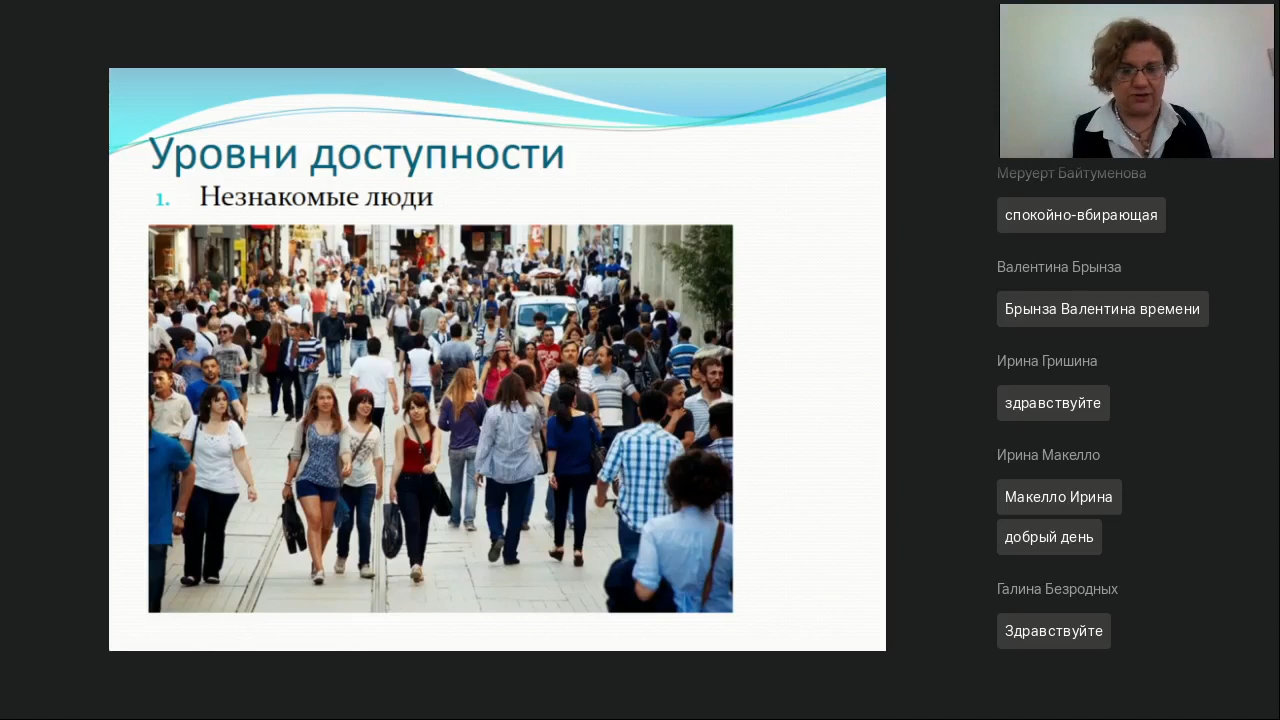 Уровни доступности
1. Незнакомые люди
Меруерт Байтуменова
спокойно-вбирающая
Валентина Брынза
Брынза Валентина времени
Ирина Гришина
здравствуйте
Ирина Макелло
Макелло Ирина
добрый день
Галина Безродных
Здравствуйте